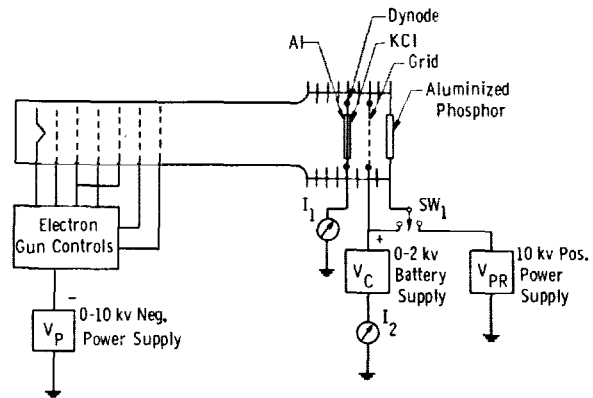 Dynode
Al
KCl
Grid
Aluminized
Phosphor
I1
SW1
Electron
Gun Controls
+
0-2 kv
Battery
Supply
VC
10 kv Pos.
Power
Supply
VPR
−
0-10 kv Neg.
Power Supply
VP
I2